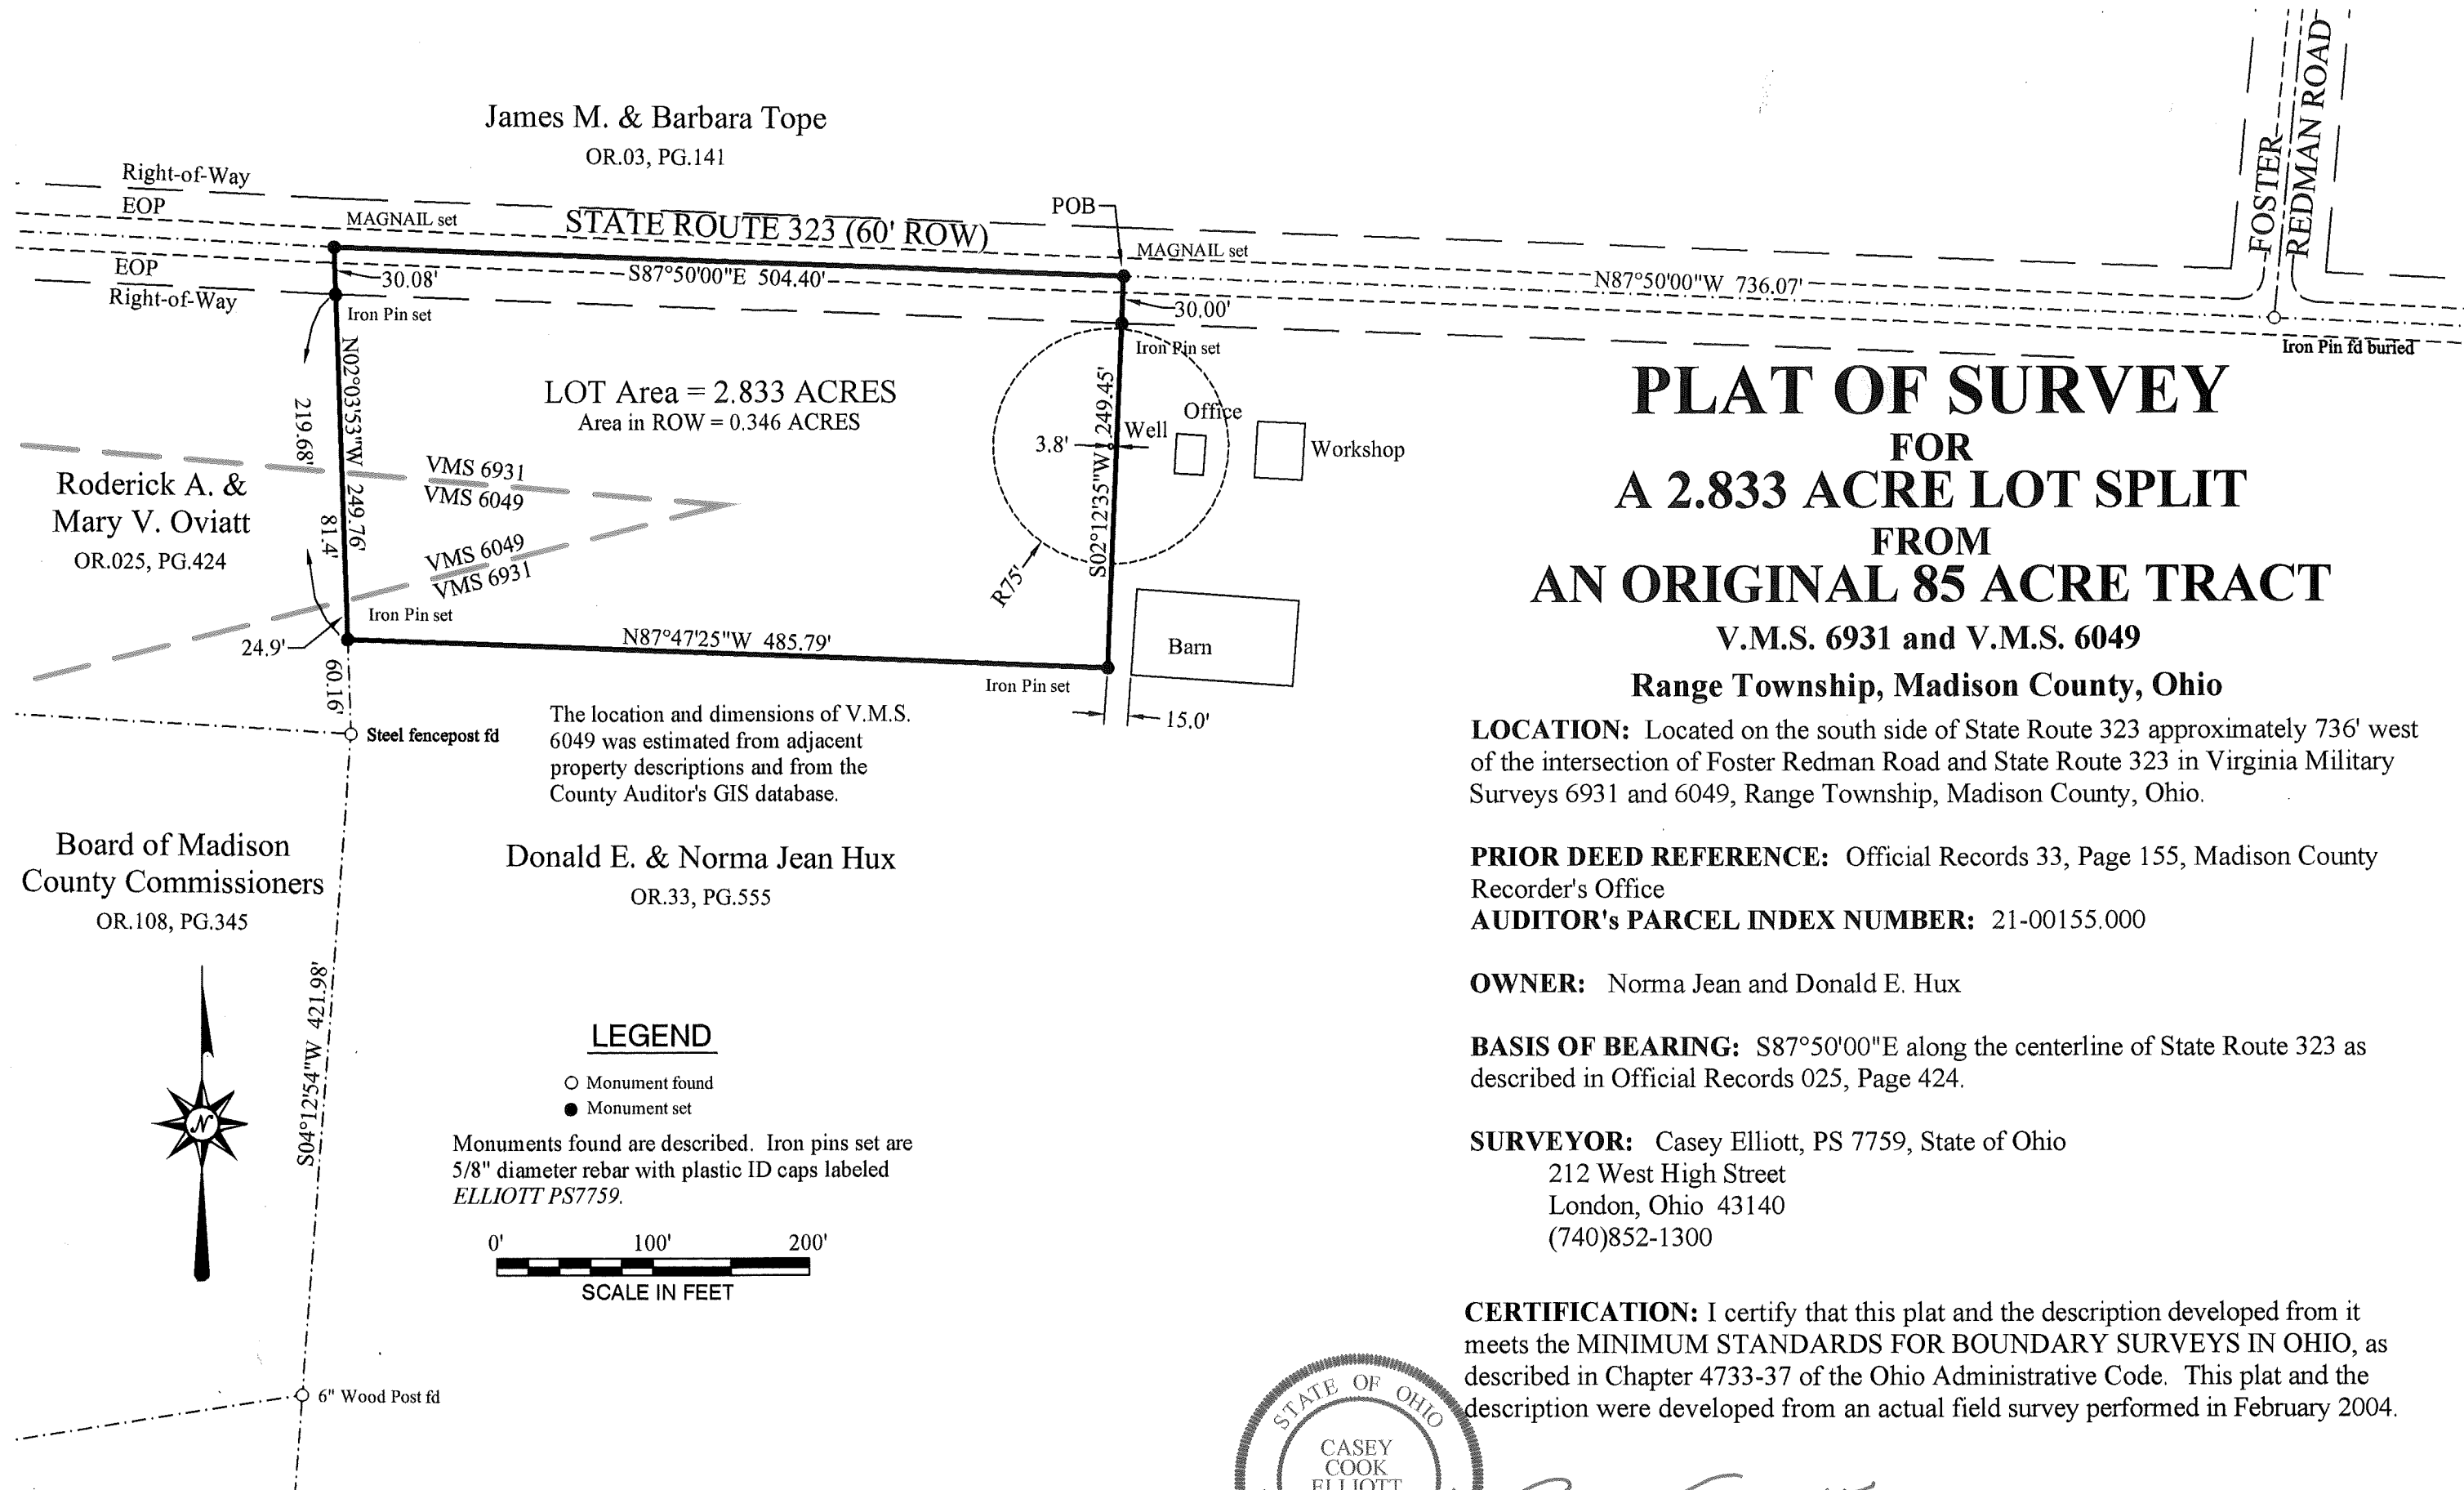 James M. & Barbara Tope
OR.03, PG.141
Right-of-Way
EOP
MAGNAIL set
STATE ROUTE 323 (60' ROW)
POB
MAGNAIL set
FOSTER
REDMAN ROAD
EOP
Right-of-Way
30.08'
S87°50'00"E 504.40'
N87°50'00"W 736.07'
30.00'
Iron Pin set
Iron Pin set
Iron Pin fd buried
N02°03'53"W 249.76'
219.68'
81.4'
LOT Area = 2.833 ACRES
Area in ROW = 0.346 ACRES
S02°12'35"W 249.45'
3.8'
Well
Office
Workshop
R75'
VMS 6931
VMS 6049
VMS 6049
VMS 6931
Roderick A. &
Mary V. Oviatt
OR.025, PG.424
Iron Pin set
24.9'
N87°47'25"W 485.79'
Iron Pin set
Barn
15.0'
60.16'
Steel fencepost fd
The location and dimensions of V.M.S.
6049 was estimated from adjacent
property descriptions and from the
County Auditor's GIS database.
Board of Madison
County Commissioners
OR.108, PG.345
Donald E. & Norma Jean Hux
OR.33, PG.555
S04°12'54"W 421.98'
N
LEGEND
Monument found
Monument set
Monuments found are described. Iron pins set are
5/8" diameter rebar with plastic ID caps labeled
ELLIOTT PS7759.
0' 100' 200'
SCALE IN FEET
6" Wood Post fd
PLAT OF SURVEY
FOR
A 2.833 ACRE LOT SPLIT
FROM
AN ORIGINAL 85 ACRE TRACT
V.M.S. 6931 and V.M.S. 6049
Range Township, Madison County, Ohio
LOCATION: Located on the south side of State Route 323 approximately 736' west
of the intersection of Foster Redman Road and State Route 323 in Virginia Military
Surveys 6931 and 6049, Range Township, Madison County, Ohio.
PRIOR DEED REFERENCE: Official Records 33, Page 155, Madison County
Recorder's Office
AUDITOR's PARCEL INDEX NUMBER: 21-00155.000
OWNER: Norma Jean and Donald E. Hux
BASIS OF BEARING: S87°50'00"E along the centerline of State Route 323 as
described in Official Records 025, Page 424.
SURVEYOR: Casey Elliott, PS 7759, State of Ohio
212 West High Street
London, Ohio 43140
(740)852-1300
CERTIFICATION: I certify that this plat and the description developed from it
meets the MINIMUM STANDARDS FOR BOUNDARY SURVEYS IN OHIO, as
described in Chapter 4733-37 of the Ohio Administrative Code. This plat and the
description were developed from an actual field survey performed in February 2004.
STATE OF OHIO
CASEY
COOK
ELLIOTT